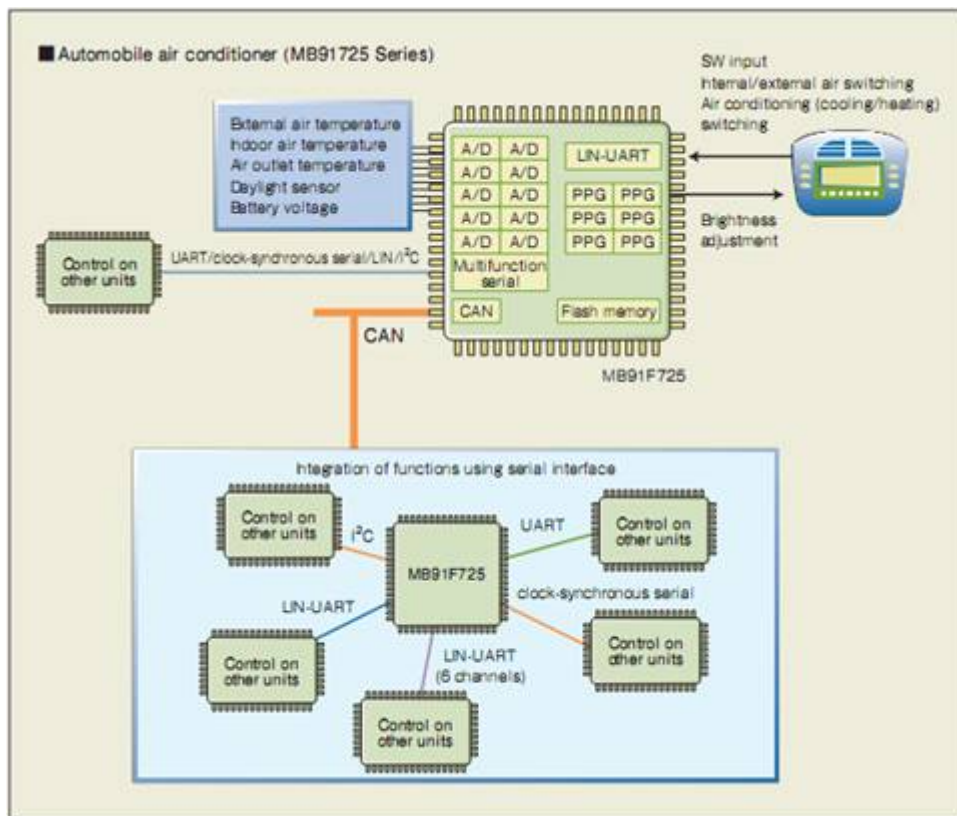 ■ Automobile air conditioner (MB91725 Series)
SW input
Internal/external air switching
Air conditioning (cooling/heating)
switching
External air temperature
Indoor air temperature
Air outlet temperature
Daylight sensor
Battery voltage
A/D A/D
A/D A/D
A/D A/D
A/D A/D
A/D A/D
LIN-UART
PPG PPG
PPG PPG
PPG PPG
Multifunction
serial
CAN
Flash memory
Brightness
adjustment
Control on
other units
UART/clock-synchronous serial/LIN/I²C
CAN
MB91F725
Integration of functions using serial interface
Control on
other units
I²C
MB91F725
UART
Control on
other units
LIN-UART
clock-synchronous serial
Control on
other units
LIN-UART
(6 channels)
Control on
other units
Control on
other units